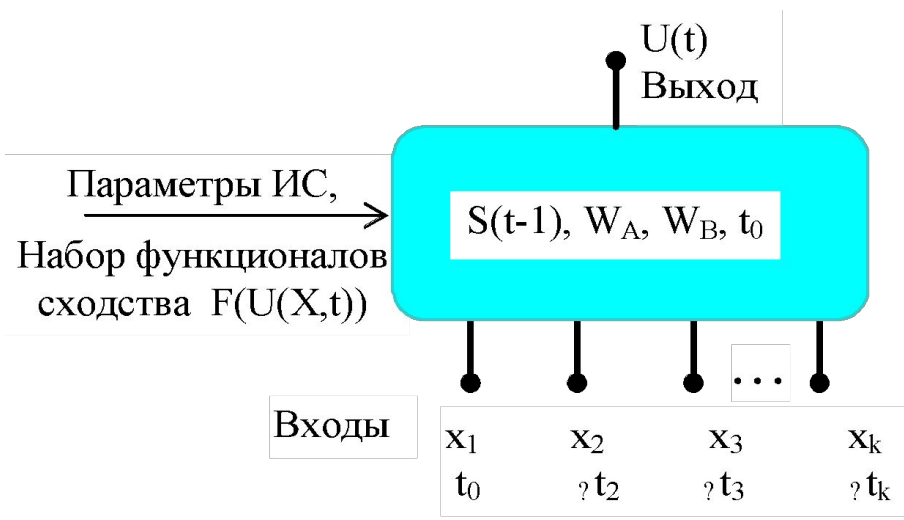 U(t)
Выход
Параметры ИС,
Набор функционалов
сходства F(U(X,t))
S(t-1), W_A, W_B, t_0
...
Входы
x_1 x_2 x_3 x_k
t_0 ?t_2 ?t_3 ?t_k